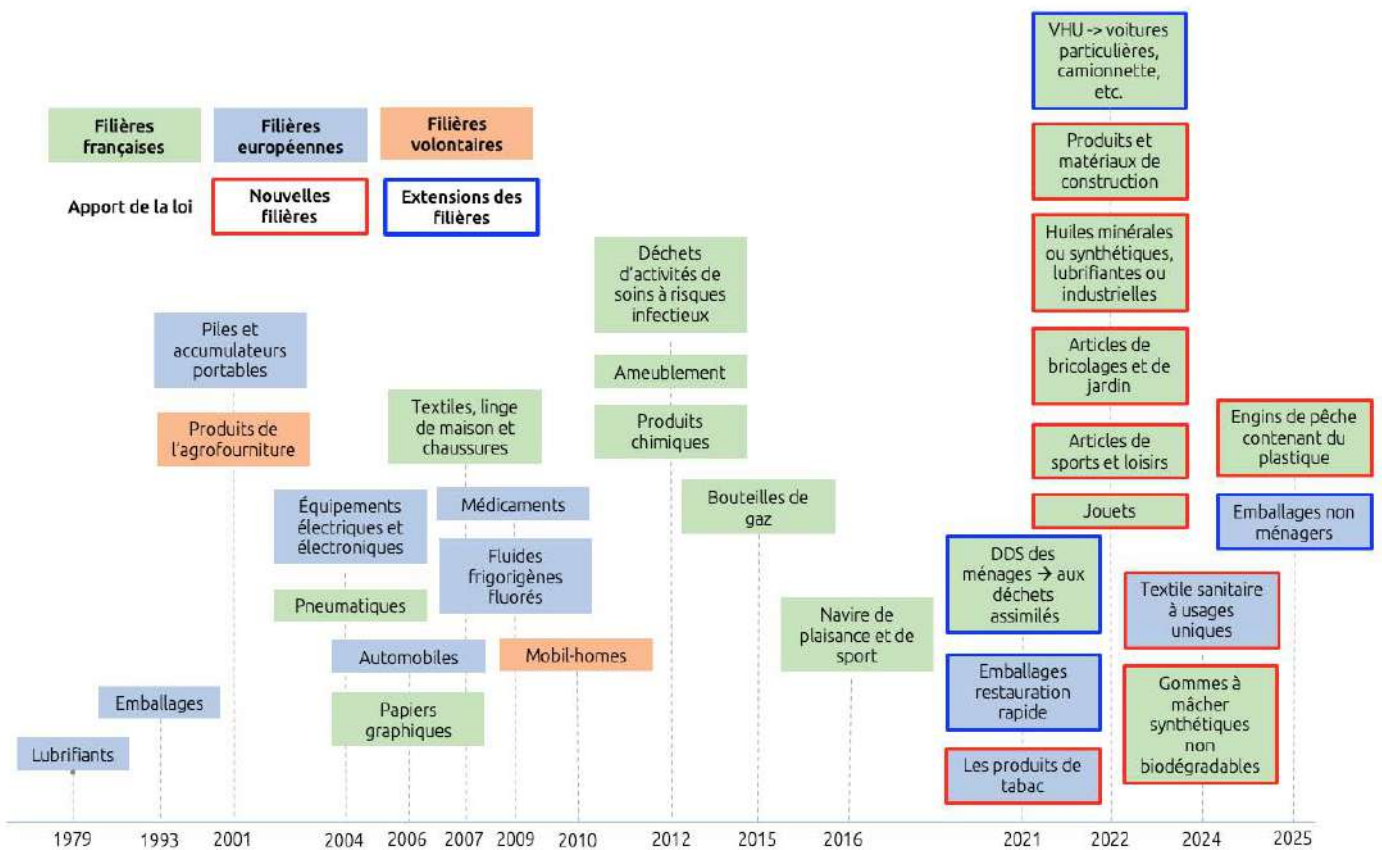 Filières
françaises
Filières
européennes
Filières
volontaires
Apport de la loi
Nouvelles
filières
Extensions des
filières
Lubrifiants
Emballages
Piles et
accumulateurs
portables
Produits de
l'agrofourniture
Équipements
électriques et
électroniques
Pneumatiques
Automobiles
Papiers
graphiques
Textiles, linge
de maison et
chaussures
Médicaments
Fluides
frigorigènes
fluorés
Mobil-homes
Déchets
d'activités de
soins à risques
infectieux
Ameublement
Produits
chimiques
Bouteilles de
gaz
Navire de
plaisance et de
sport
DDS des
ménages → aux
déchets
assimilés
Emballages
restauration
rapide
Les produits de
tabac
VHU -> voitures
particulières,
camionnette,
etc.
Produits et
matériaux de
construction
Huiles minérales
ou synthétiques,
lubrifiantes ou
industrielles
Articles de
bricolages et de
jardin
Articles de
sports et loisirs
Jouets
Textile sanitaire
à usages
uniques
Gommes à
mâcher
synthétiques
non
biodégradables
Engins de pêche
contenant du
plastique
Emballages non
ménagers
1979
1993
2001
2004
2006
2007
2009
2010
2012
2015
2016
2021
2022
2024
2025